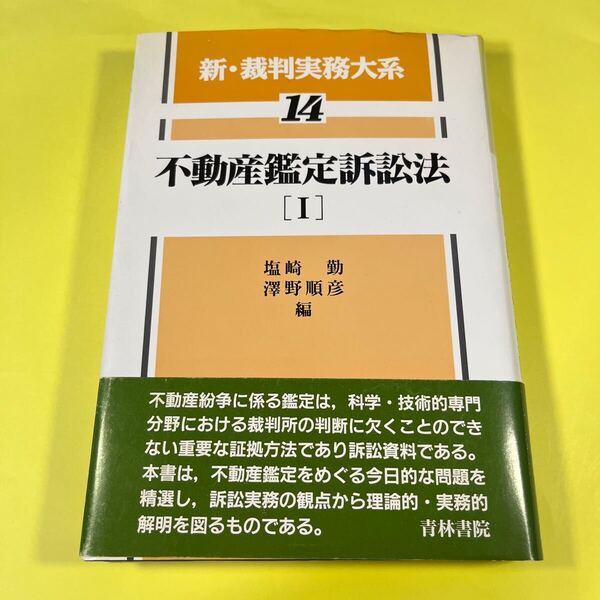 新・裁判実務大系
14
不動産鑑定訴訟法
[I]
塩崎 勤
澤野順彦
編
不動産紛争に係る鑑定は，科学・技術的専門
分野における裁判所の判断に欠くことのでき
ない重要な証拠方法であり訴訟資料である。
本書は，不動産鑑定をめぐる今日的な問題を
精選し，訴訟実務の観点から理論的・実務的
解明を図るものである。
青林書院